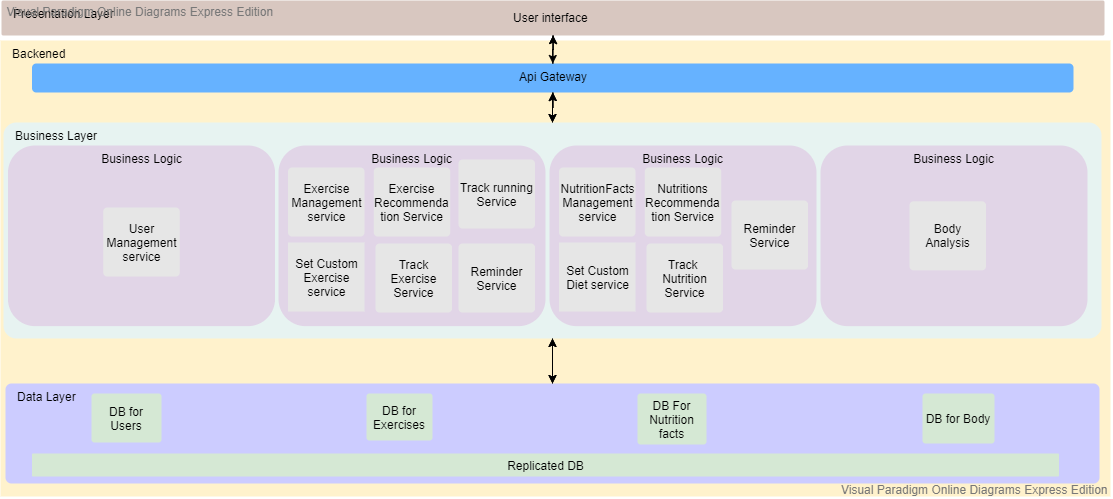 Visual Paradigm Online Diagrams Express Edition
Presentation Layer
User interface
Backened
Api Gateway
Business Layer
Business Logic
User
Management
service
Business Logic
Exercise
Management
service
Exercise
Recommenda
tion Service
Track running
Service
Set Custom
Exercise
service
Track
Exercise
Service
Reminder
Service
Business Logic
NutritionFacts
Management
service
Nutritions
Recommenda
tion Service
Reminder
Service
Set Custom
Diet service
Track
Nutrition
Service
Business Logic
Body
Analysis
Data Layer
DB for
Users
DB for
Exercises
DB For
Nutrition
facts
DB for Body
Replicated DB
Visual Paradigm Online Diagrams Express Edition